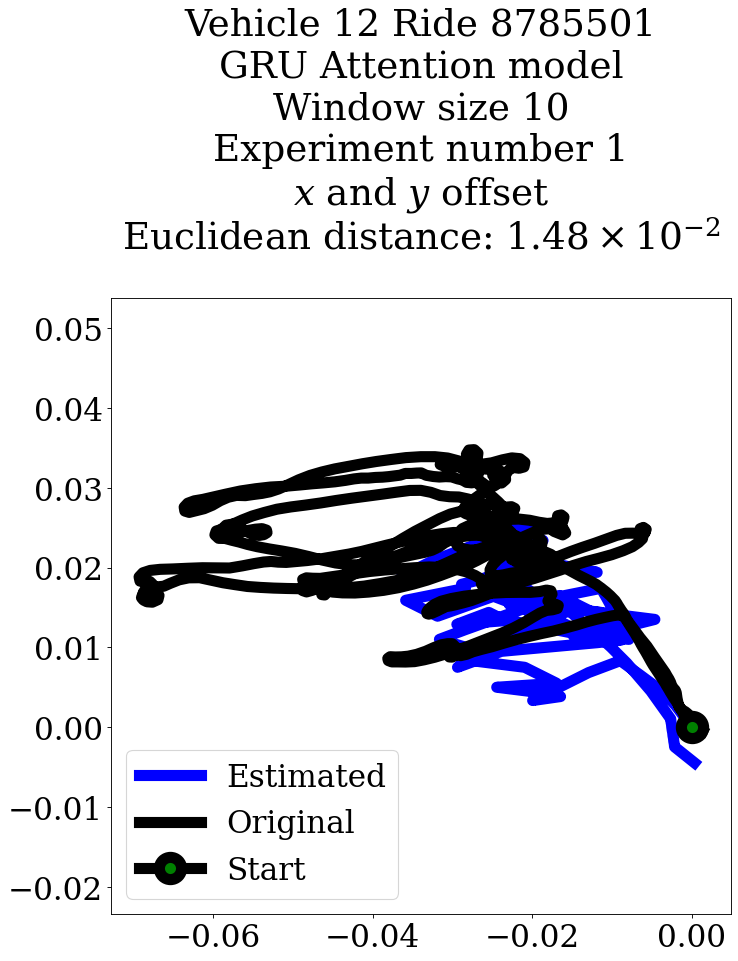 Vehicle 12 Ride 8785501
GRU Attention model
Window size 10
Experiment number 1
x and y offset
Euclidean distance: 1.48 × 10⁻²
0.05
0.04
0.03
0.02
0.01
0.00
−0.01
−0.02
Estimated
Original
Start
−0.06
−0.04
−0.02
0.00